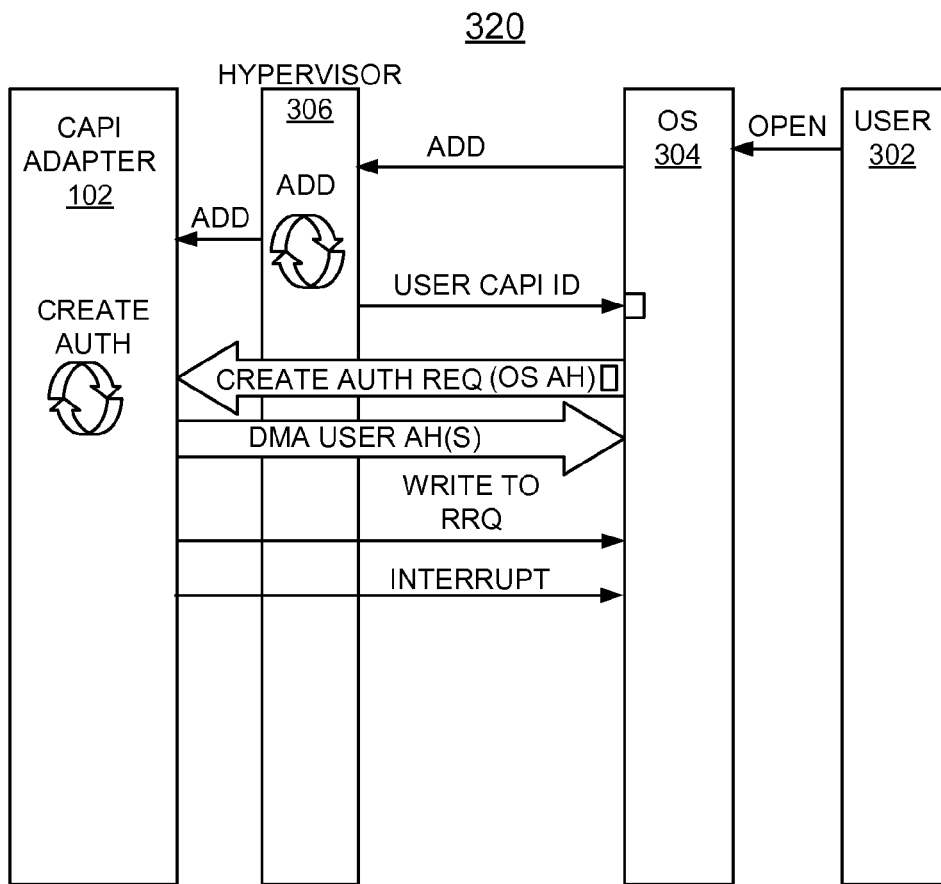 320
HYPERVISOR
306
CAPI
ADAPTER
102
OS
304
OPEN
USER
302
ADD
ADD
ADD
USER CAPI ID
CREATE
AUTH
CREATE AUTH REQ (OS AH)
DMA USER AH(S)
WRITE TO
RRQ
INTERRUPT